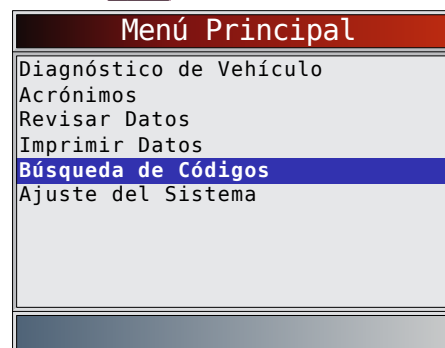 Menú Principal
Diagnóstico de Vehículo
Acrónimos
Revisar Datos
Imprimir Datos
Búsqueda de Códigos
Ajuste del Sistema